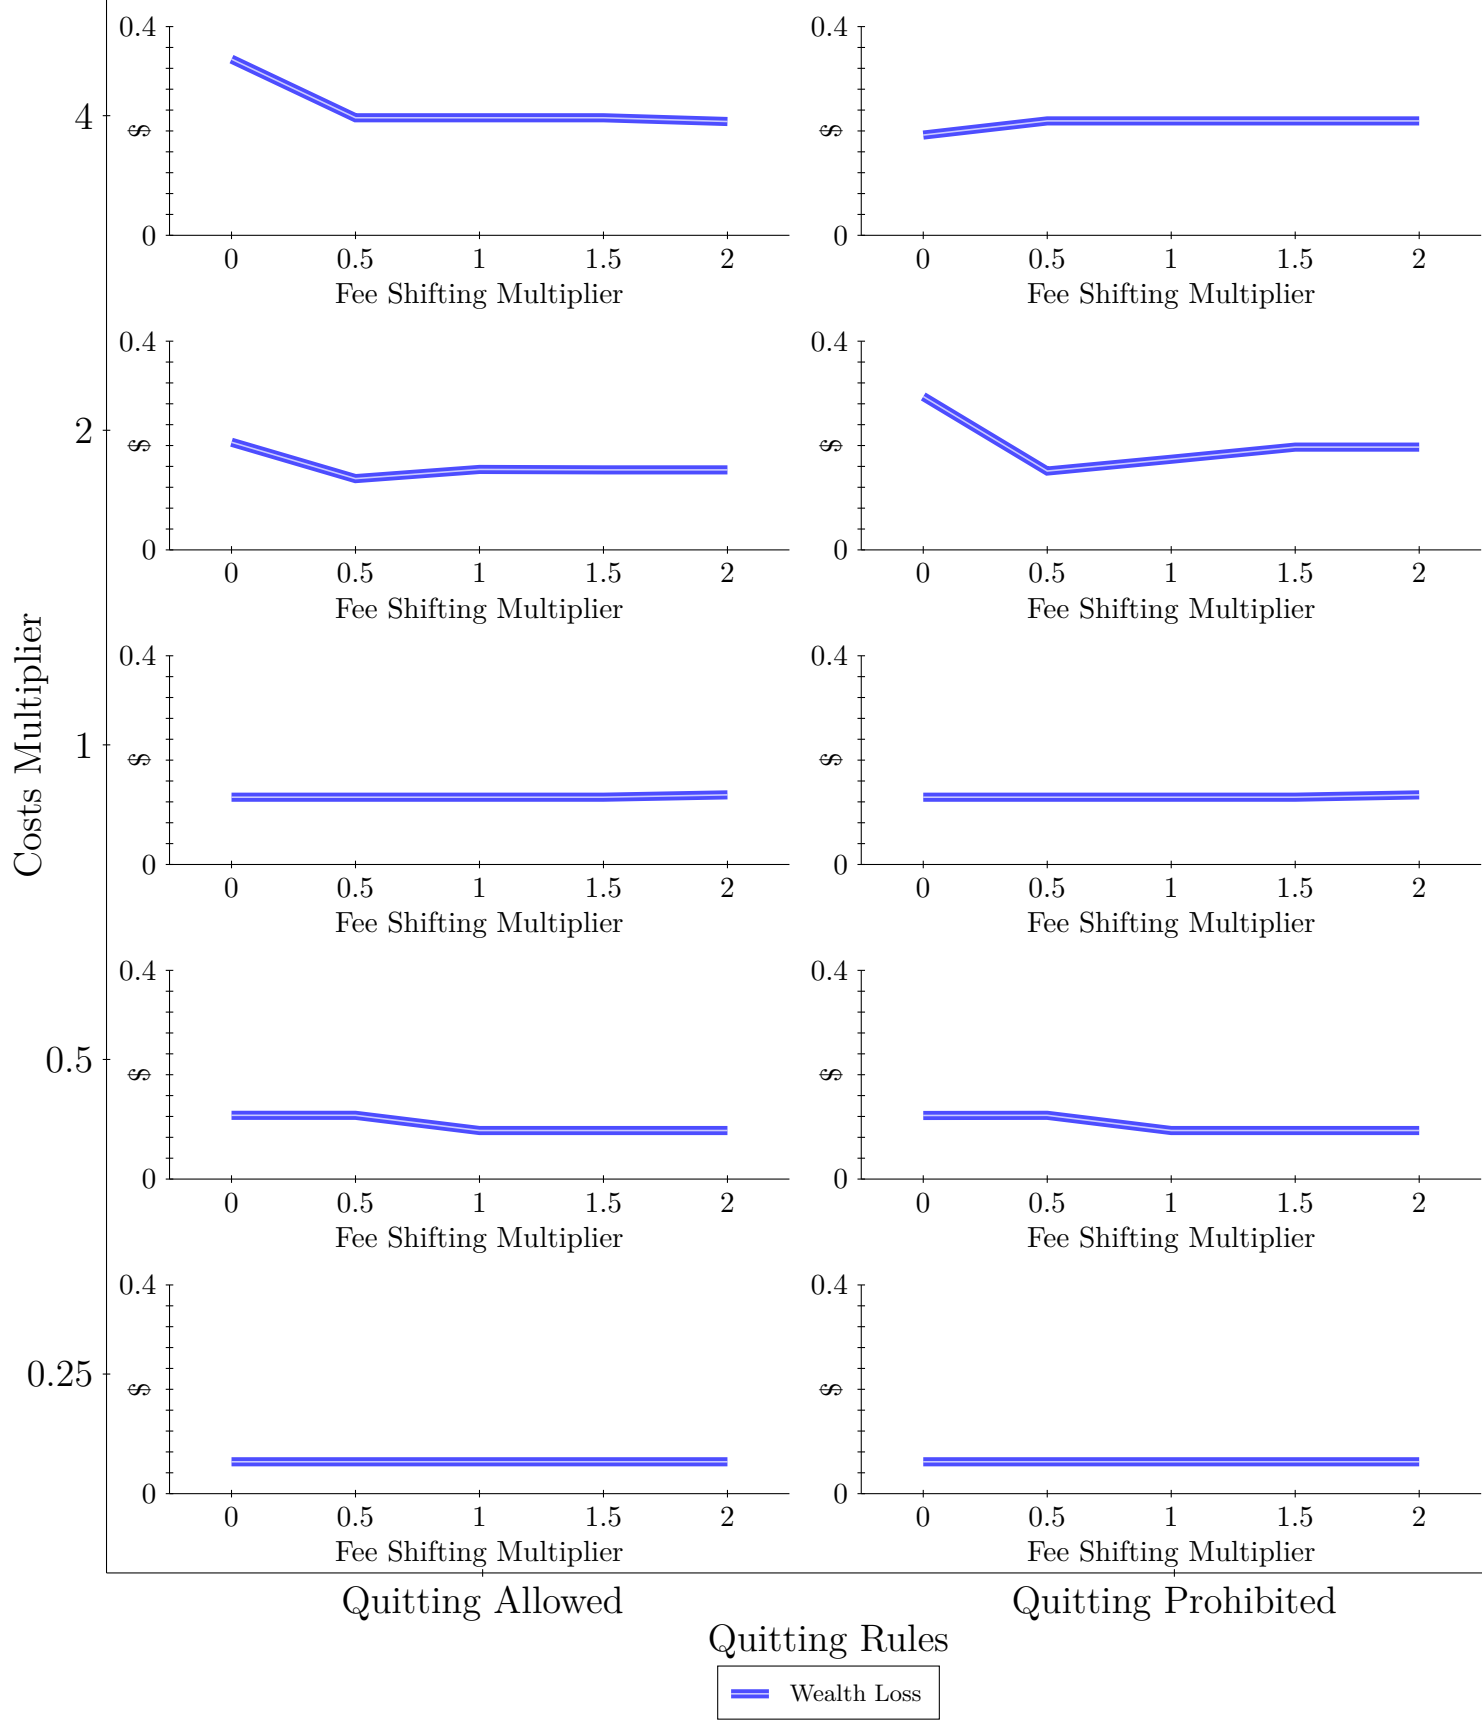 Costs Multiplier
4
0.4 0.4
$ $
0 0
0 0.5 1 1.5 2 0 0.5 1 1.5 2
Fee Shifting Multiplier Fee Shifting Multiplier
2
0.4 0.4
$ $
0 0
0 0.5 1 1.5 2 0 0.5 1 1.5 2
Fee Shifting Multiplier Fee Shifting Multiplier
1
0.4 0.4
$ $
0 0
0 0.5 1 1.5 2 0 0.5 1 1.5 2
Fee Shifting Multiplier Fee Shifting Multiplier
0.5
0.4 0.4
$ $
0 0
0 0.5 1 1.5 2 0 0.5 1 1.5 2
Fee Shifting Multiplier Fee Shifting Multiplier
0.25
0.4 0.4
$ $
0 0
0 0.5 1 1.5 2 0 0.5 1 1.5 2
Fee Shifting Multiplier Fee Shifting Multiplier
Quitting Allowed Quitting Prohibited
Quitting Rules
Wealth Loss